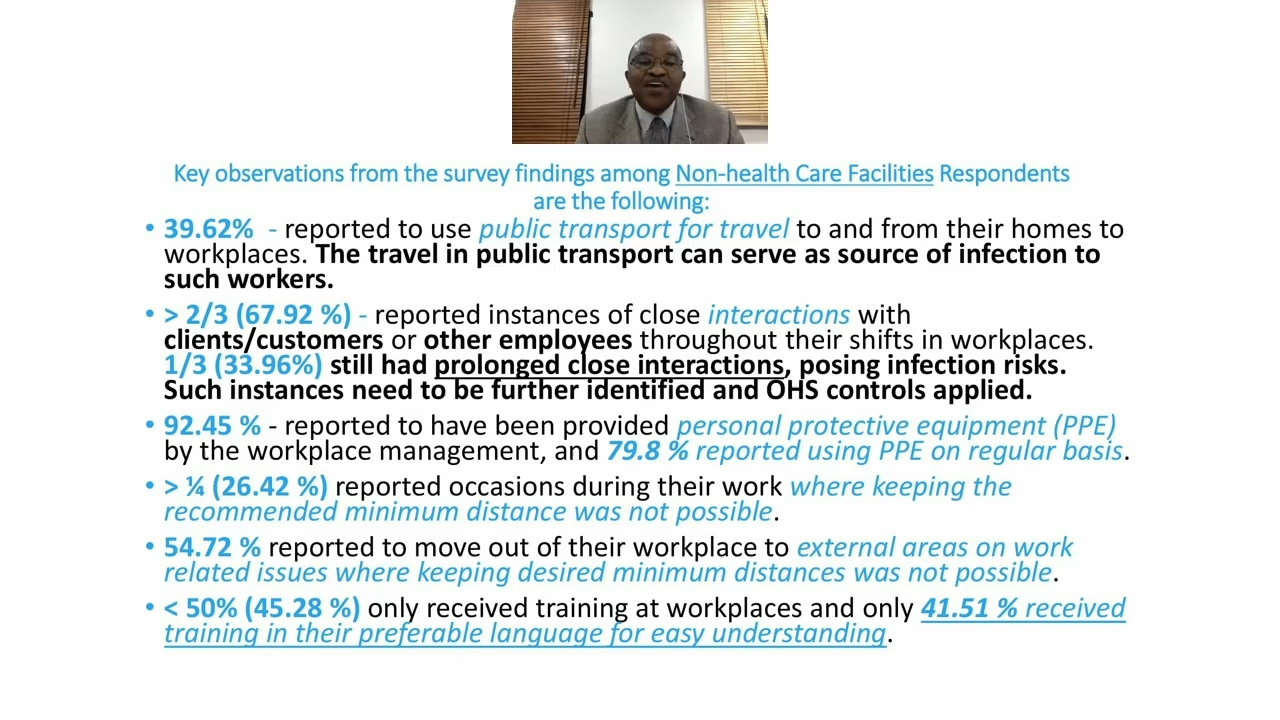 Key observations from the survey findings among Non-health Care Facilities Respondents
are the following:
• 39.62% - reported to use public transport for travel to and from their homes to
workplaces. The travel in public transport can serve as source of infection to
such workers.
• > 2/3 (67.92 %) - reported instances of close interactions with
clients/customers or other employees throughout their shifts in workplaces.
1/3 (33.96%) still had prolonged close interactions, posing infection risks.
Such instances need to be further identified and OHS controls applied.
• 92.45 % - reported to have been provided personal protective equipment (PPE)
by the workplace management, and 79.8 % reported using PPE on regular basis.
• > ¼ (26.42 %) reported occasions during their work where keeping the
recommended minimum distance was not possible.
• 54.72 % reported to move out of their workplace to external areas on work
related issues where keeping desired minimum distances was not possible.
• < 50% (45.28 %) only received training at workplaces and only 41.51 % received
training in their preferable language for easy understanding.